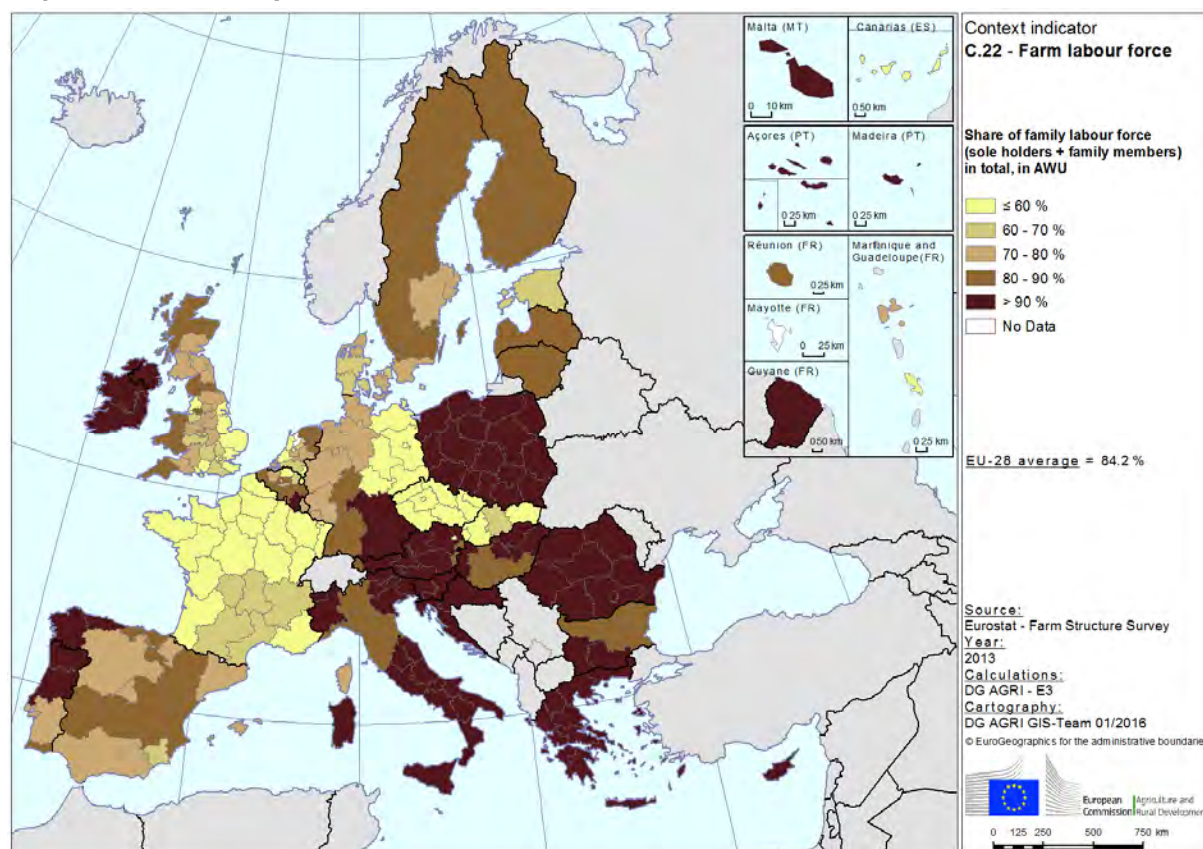 Malta (MT)
0 10 km
Canarias (ES)
0 50 km
Açores (PT)
0 25 km
Madeira (PT)
0 25 km
Réunion (FR)
0 25 km
Martinique and
Guadeloupe(FR)
Mayotte (FR)
0 25 km
Guyane (FR)
0 50 km
0 25 km
Context indicator
C.22 - Farm labour force
Share of family labour force
(sole holders + family members)
in total, in AWU
≤ 60 %
60 - 70 %
70 - 80 %
80 - 90 %
> 90 %
No Data
EU-28 average = 84.2 %
Source:
Eurostat - Farm Structure Survey
Year:
2013
Calculations:
DG AGRI - E3
Cartography:
DG AGRI GIS-Team 01/2016
© EuroGeographics for the administrative boundarie
European
Commission
Agriculture and
Rural Developmen
0 125 250 500 750 km